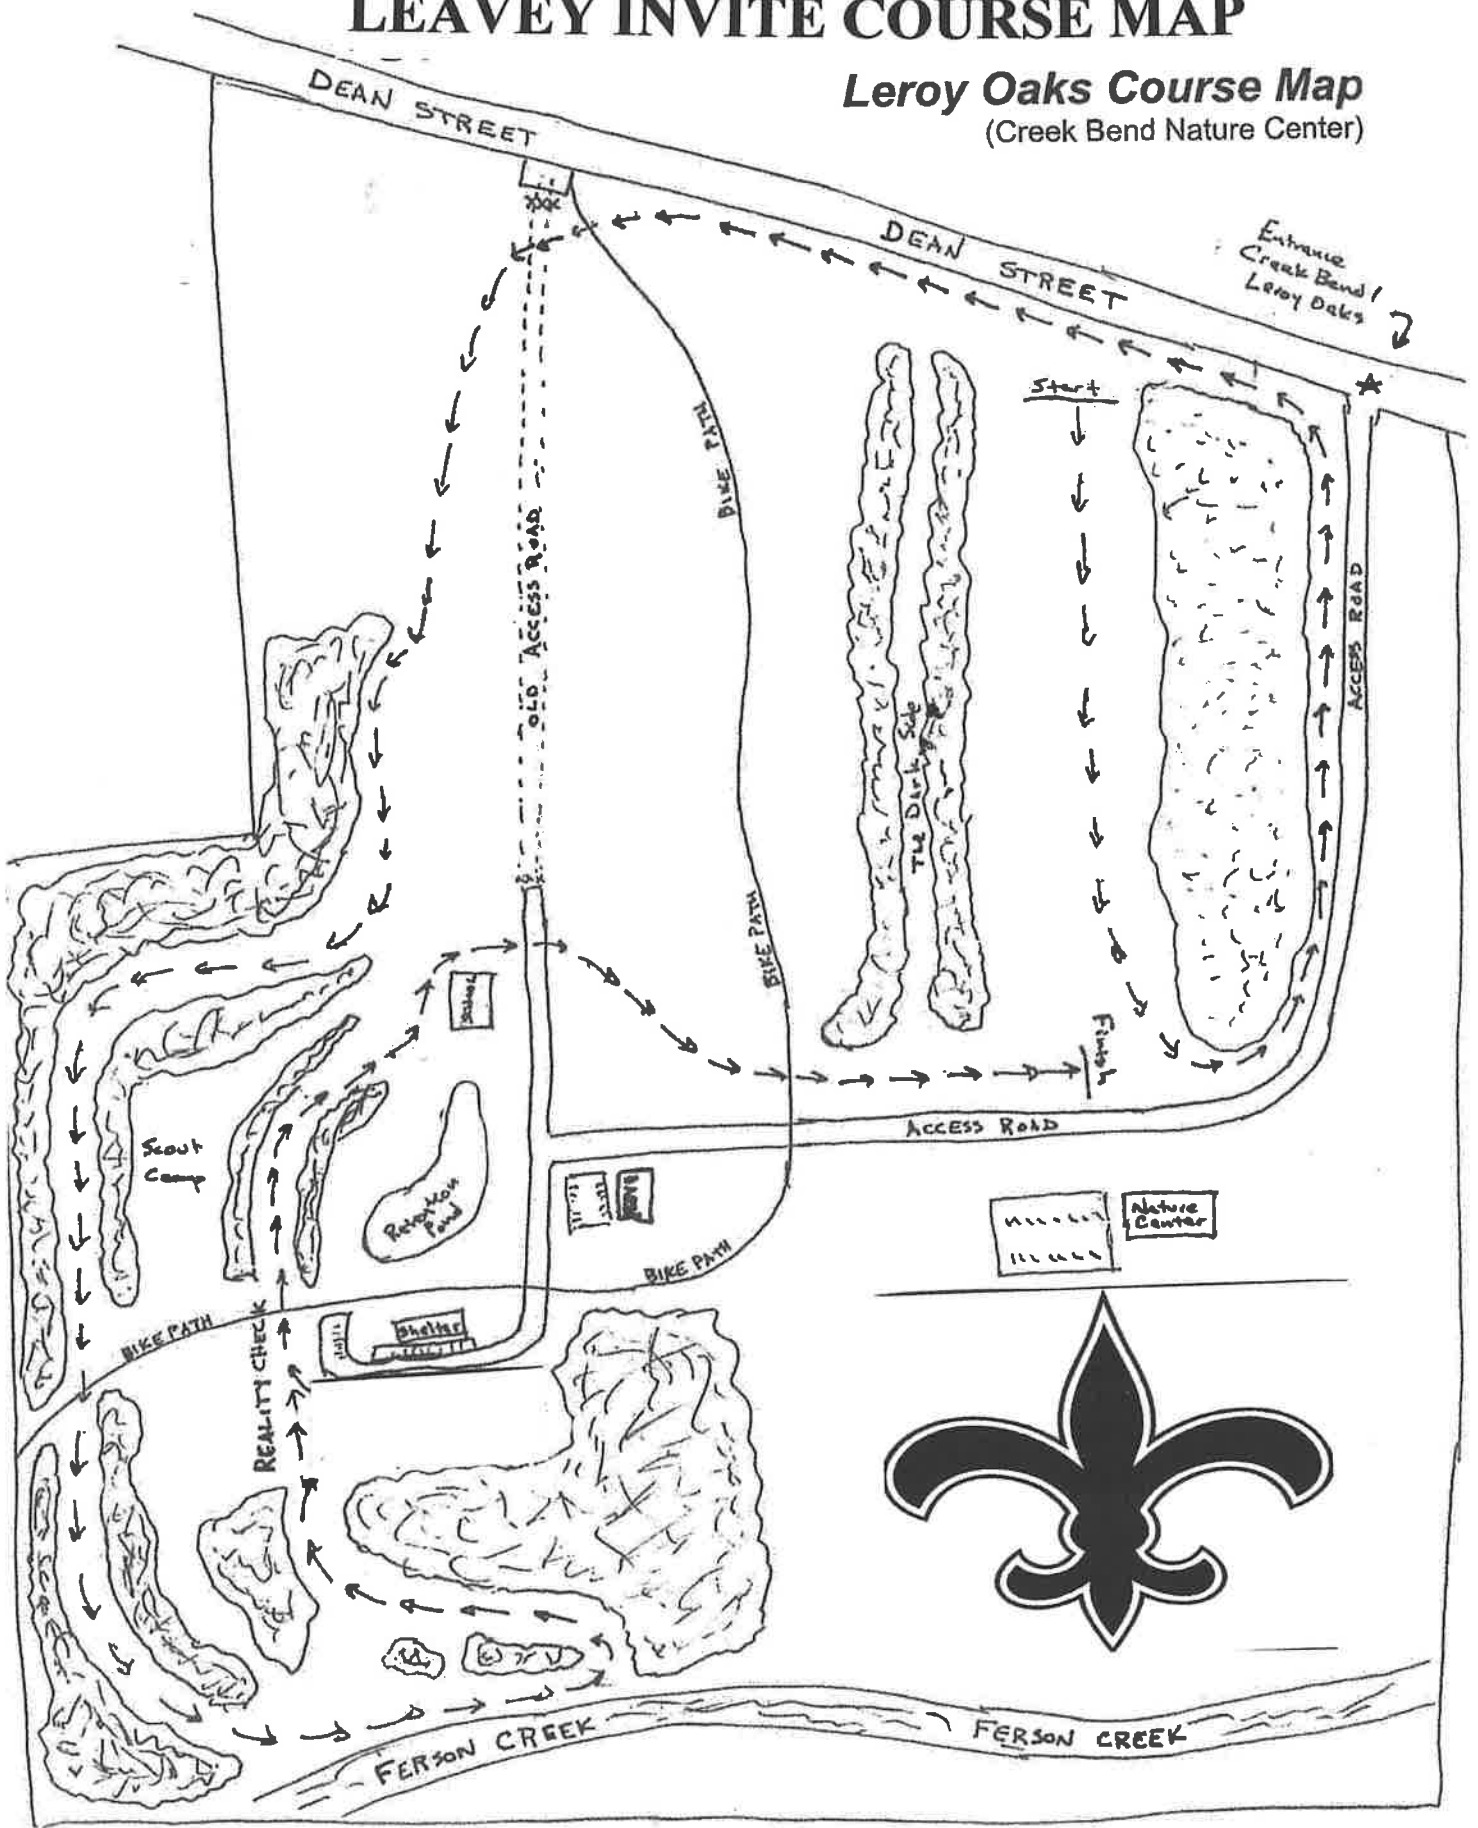 LEAVEY INVITE COURSE MAP
Leroy Oaks Course Map
(Creek Bend Nature Center)
DEAN STREET
DEAN STREET
Entrance
Creek Bend /
Leroy Oaks
Start
BIKE PATH
OLD ACCESS ROAD
ACCESS ROAD
The Dark Side
BIKE PATH
Finish
ACCESS ROAD
Scout
Camp
Retention
Pond
Nature
Center
BIKE PATH
BIKE PATH
Shelter
REALITY CHECK
FERSON CREEK
FERSON CREEK